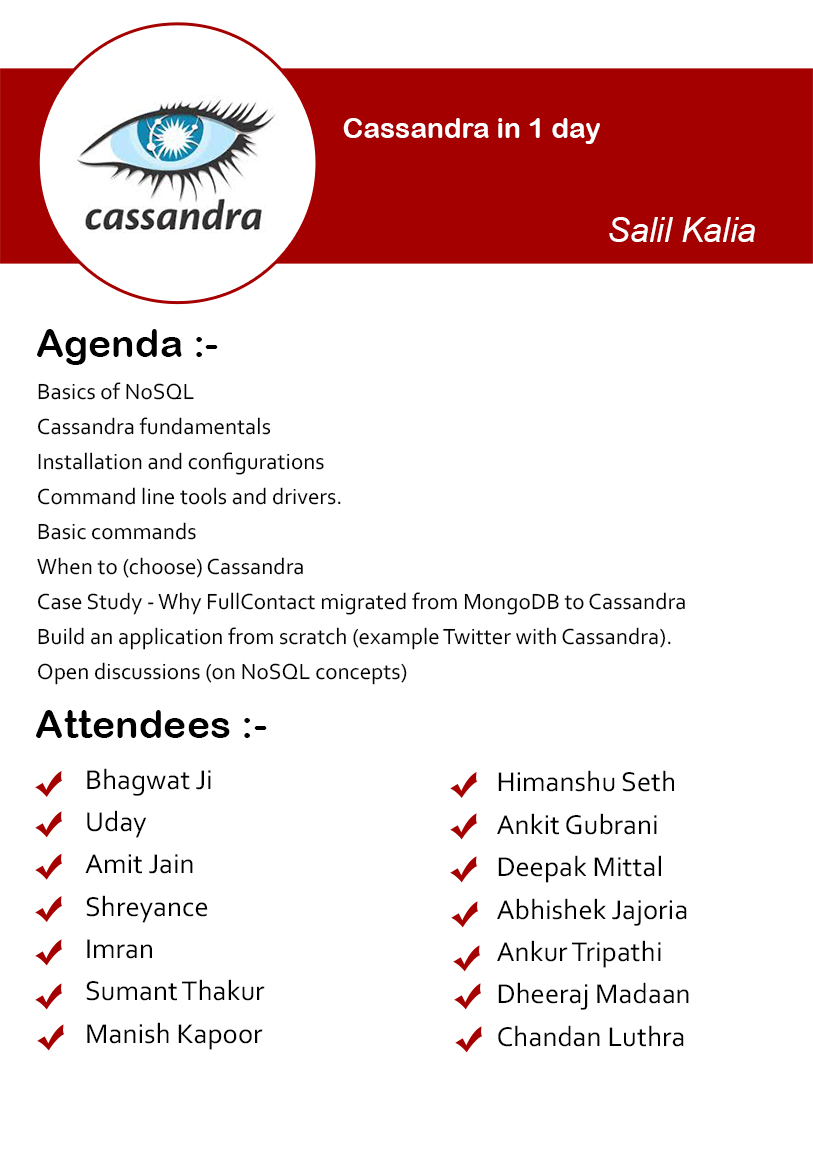 cassandra
Cassandra in 1 day
Salil Kalia
Agenda :-
Basics of NoSQL
Cassandra fundamentals
Installation and configurations
Command line tools and drivers.
Basic commands
When to (choose) Cassandra
Case Study - Why FullContact migrated from MongoDB to Cassandra
Build an application from scratch (example Twitter with Cassandra).
Open discussions (on NoSQL concepts)
Attendees :-
Bhagwat Ji
Uday
Amit Jain
Shreyance
Imran
Sumant Thakur
Manish Kapoor
Himanshu Seth
Ankit Gubrani
Deepak Mittal
Abhishek Jajoria
Ankur Tripathi
Dheeraj Madaan
Chandan Luthra